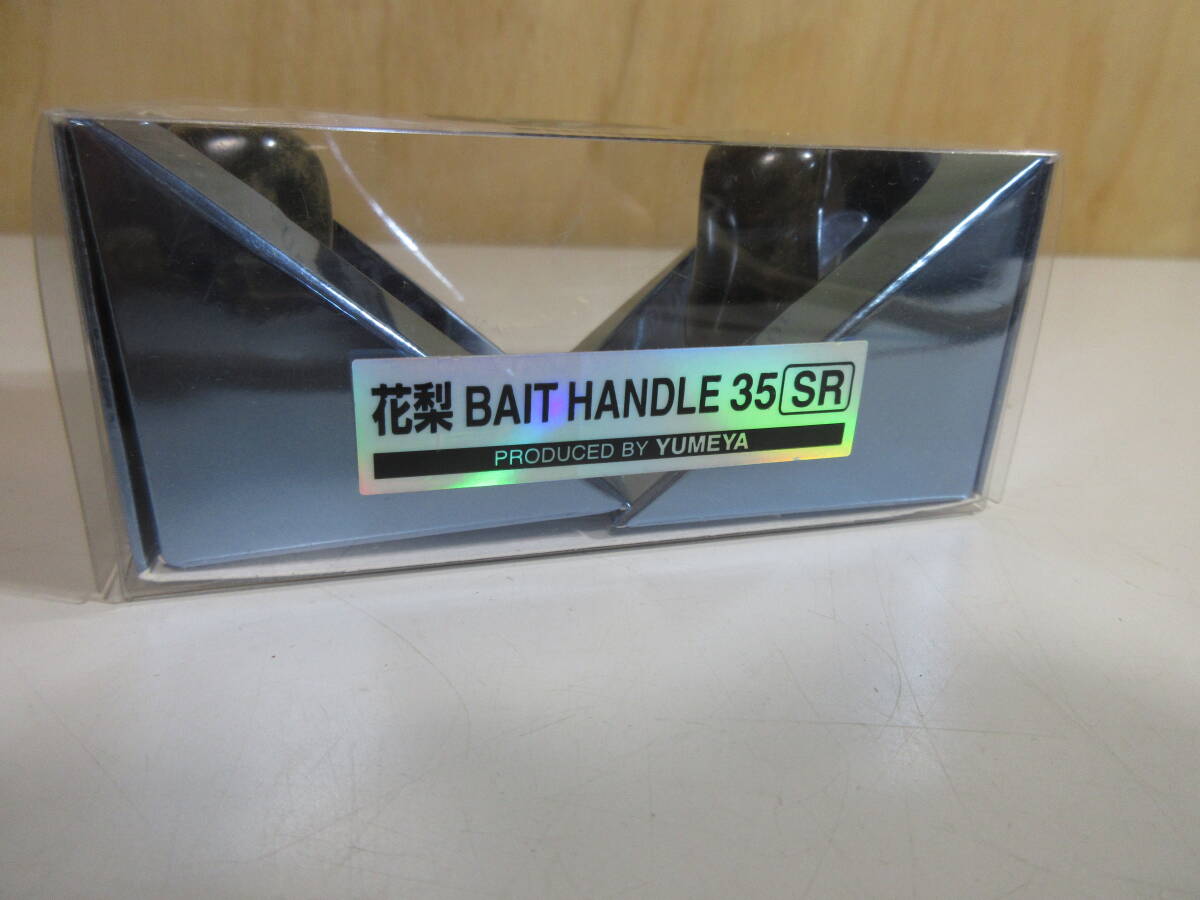 花梨 BAIT HANDLE 35 SR
PRODUCED BY YUMEYA